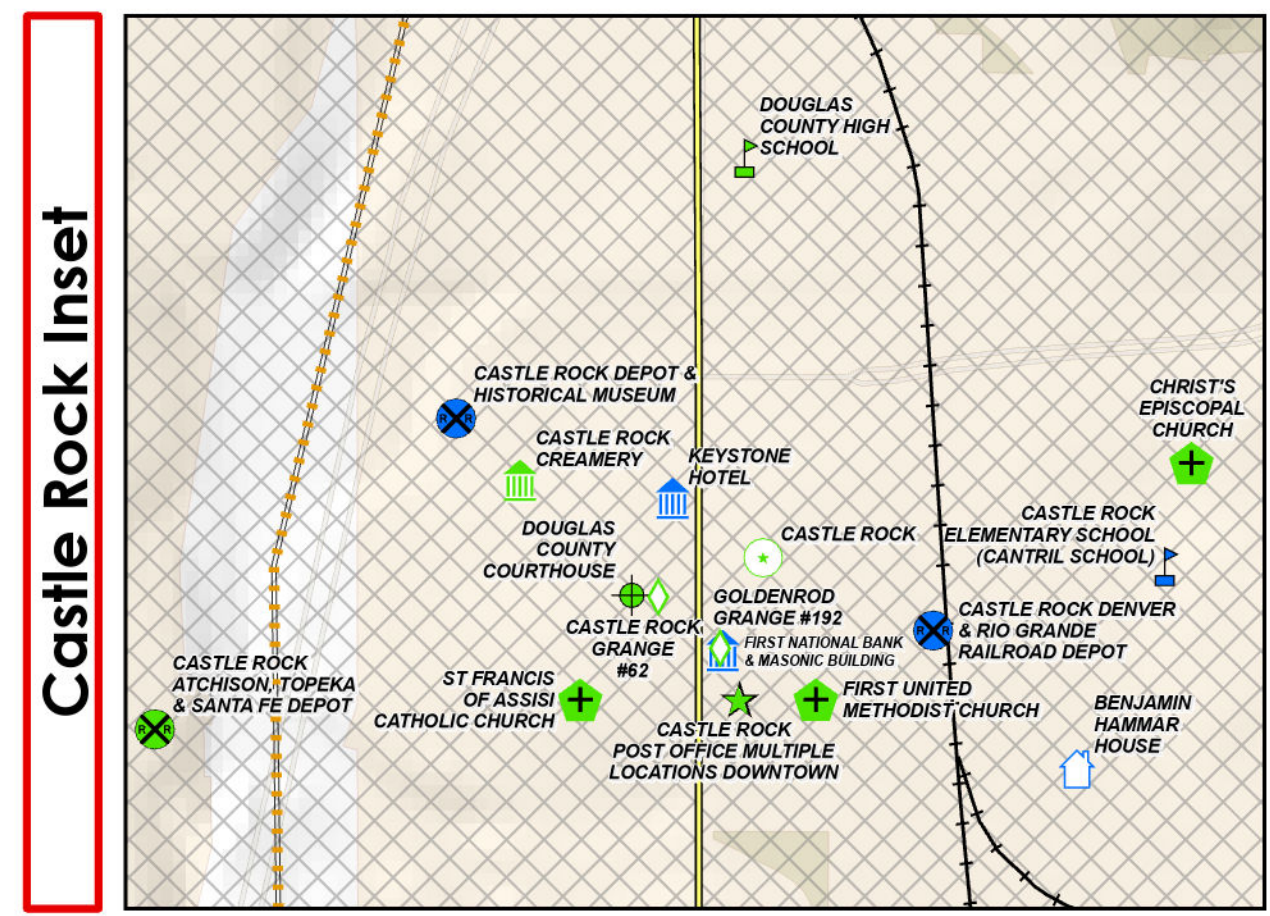 Castle Rock Inset
DOUGLAS
COUNTY HIGH
SCHOOL
CASTLE ROCK DEPOT &
HISTORICAL MUSEUM
CHRIST'S
EPISCOPAL
CHURCH
CASTLE ROCK
CREAMERY
KEYSTONE
HOTEL
DOUGLAS
COUNTY
COURTHOUSE
CASTLE ROCK
CASTLE ROCK
ELEMENTARY SCHOOL
(CANTRIL SCHOOL)
GOLDENROD
GRANGE #192
CASTLE ROCK
GRANGE
#62
FIRST NATIONAL BANK
& MASONIC BUILDING
R R
R R
CASTLE ROCK DENVER
& RIO GRANDE
RAILROAD DEPOT
CASTLE ROCK
ATCHISON, TOPEKA
& SANTA FE DEPOT
R R
ST FRANCIS
OF ASSISI
CATHOLIC CHURCH
FIRST UNITED
METHODIST CHURCH
CASTLE ROCK
POST OFFICE MULTIPLE
LOCATIONS DOWNTOWN
BENJAMIN
HAMMAR
HOUSE